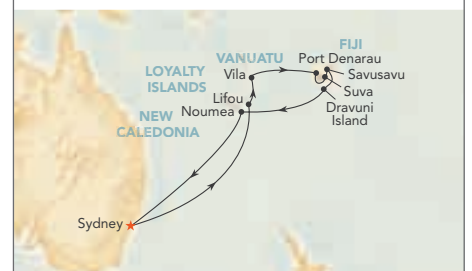 FIJI
VANUATU
Port Denarau
LOYALTY
ISLANDS
Vila
Savusavu
Suva
Lifou
Dravuni
Island
Noumea
NEW
CALEDONIA
Sydney